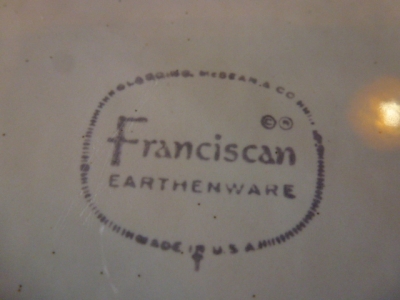 GLADDING, McBEAN, & CO
©®
Franciscan
EARTHENWARE
MADE IN U.S.A.